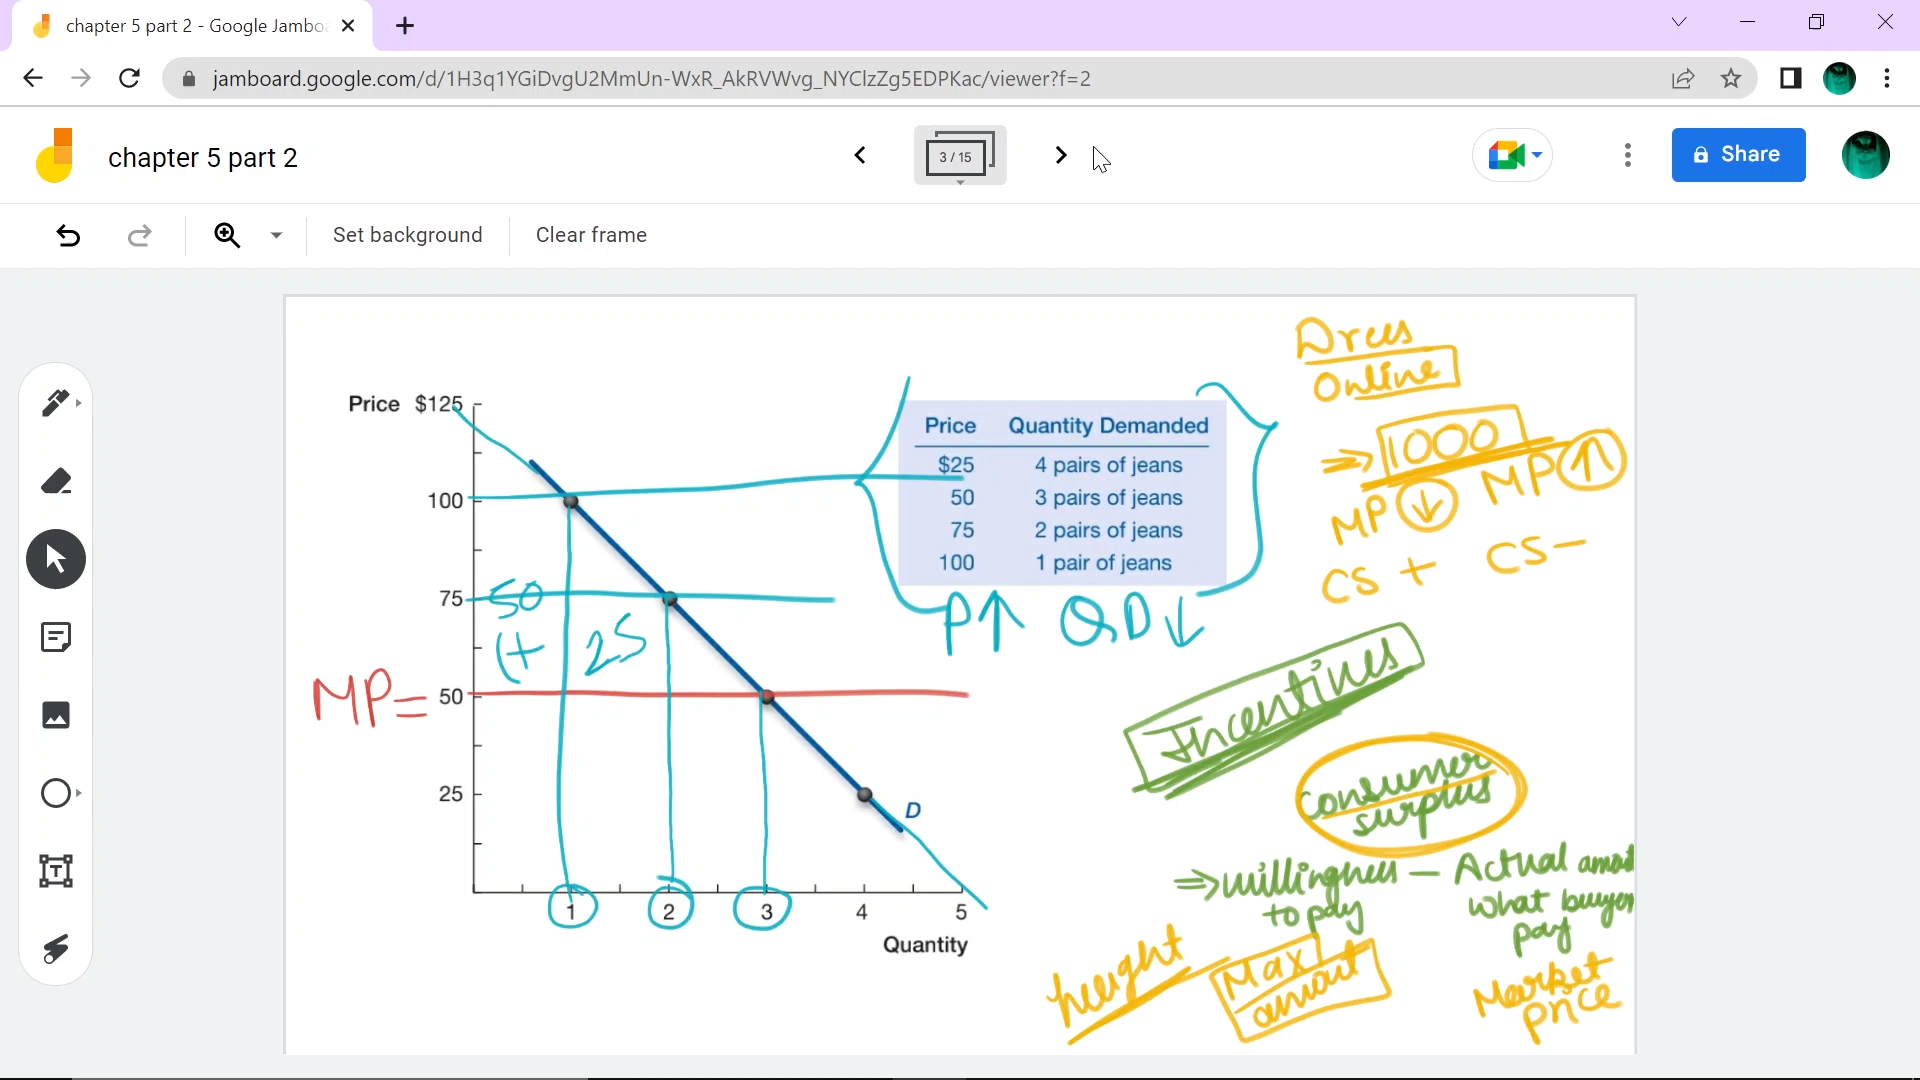 chapter 5 part 2 - Google Jambo
jamboard.google.com/d/1H3q1YGiDvgU2MmUn-WxR_AkRVWvg_NYClzZg5EDPKac/viewer?f=2
chapter 5 part 2
3 / 15
Share
Set background
Clear frame
Drees
Online
1000
MP ↓ MP ↑
CS + CS -
Price $125
100
75
50
25
Price Quantity Demanded
$25 4 pairs of jeans
50 3 pairs of jeans
75 2 pairs of jeans
100 1 pair of jeans
P↑ QD↓
50
(+ 25
MP=
D
1 2 3 4 5
Quantity
Incentines
consumer
surplus
=> willingness — Actual amou
to pay what buyer
pay
height Max
amout
Market
price